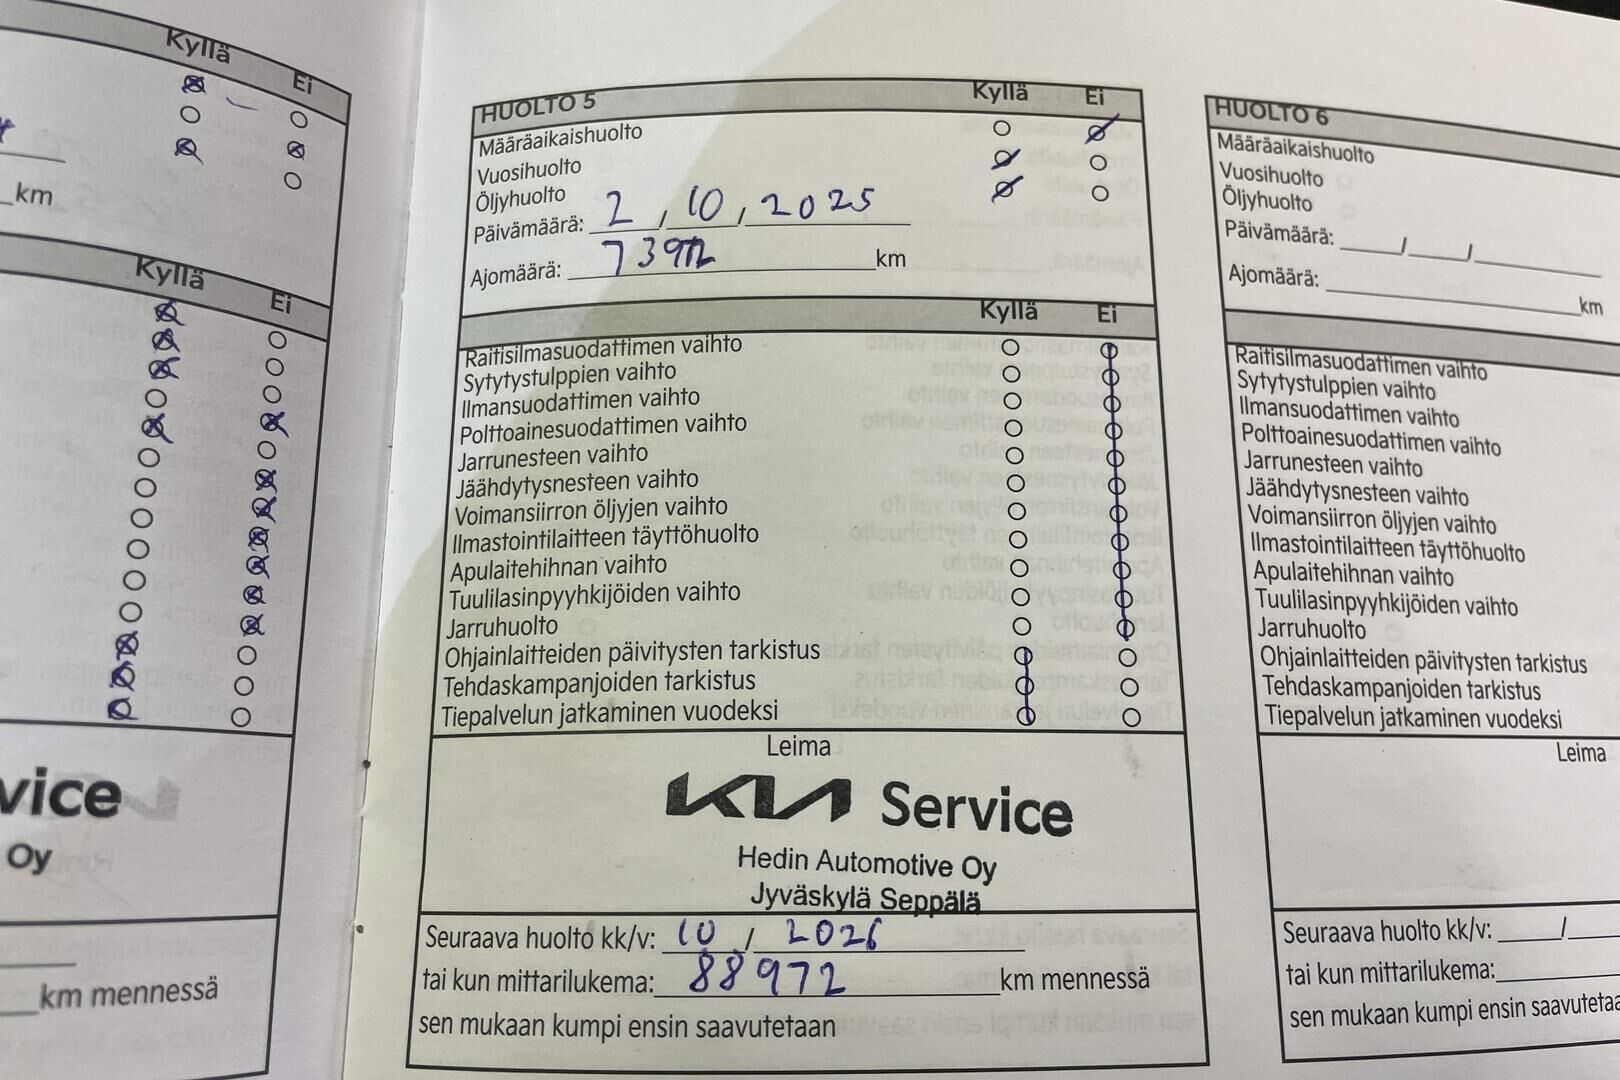 Kyllä Ei
km
Kyllä Ei
vice
Oy
km mennessä
HUOLTO 5 Kyllä Ei
Määräaikaishuolto
Vuosihuolto
Öljyhuolto
Päivämäärä: 2 / 10 / 2025
Ajomäärä: 73972 km
Kyllä Ei
Raitisilmasuodattimen vaihto
Sytytystulppien vaihto
Ilmansuodattimen vaihto
Polttoainesuodattimen vaihto
Jarrunesteen vaihto
Jäähdytysnesteen vaihto
Voimansiirron öljyjen vaihto
Ilmastointilaitteen täyttöhuolto
Apulaitehihnan vaihto
Tuulilasinpyyhkijöiden vaihto
Jarruhuolto
Ohjainlaitteiden päivitysten tarkistus
Tehdaskampanjoiden tarkistus
Tiepalvelun jatkaminen vuodeksi
Leima
KIA Service
Hedin Automotive Oy
Jyväskylä Seppälä
Seuraava huolto kk/v: 10 / 2026
tai kun mittarilukema: 88972 km mennessä
sen mukaan kumpi ensin saavutetaan
HUOLTO 6
Määräaikaishuolto
Vuosihuolto
Öljyhuolto
Päivämäärä: / /
Ajomäärä: km
Raitisilmasuodattimen vaihto
Sytytystulppien vaihto
Ilmansuodattimen vaihto
Polttoainesuodattimen vaihto
Jarrunesteen vaihto
Jäähdytysnesteen vaihto
Voimansiirron öljyjen vaihto
Ilmastointilaitteen täyttöhuolto
Apulaitehihnan vaihto
Tuulilasinpyyhkijöiden vaihto
Jarruhuolto
Ohjainlaitteiden päivitysten tarkistus
Tehdaskampanjoiden tarkistus
Tiepalvelun jatkaminen vuodeksi
Leima
Seuraava huolto kk/v: /
tai kun mittarilukema:
sen mukaan kumpi ensin saavuteta